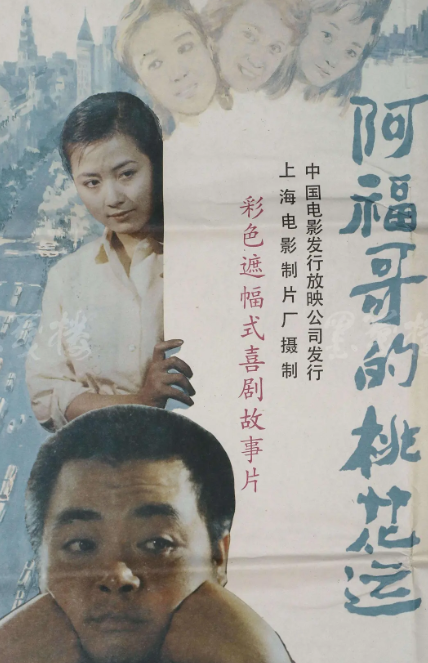 阿福哥的桃花运
中国电影发行放映公司发行
上海电影制片厂摄制
彩色遮幅式喜剧故事片